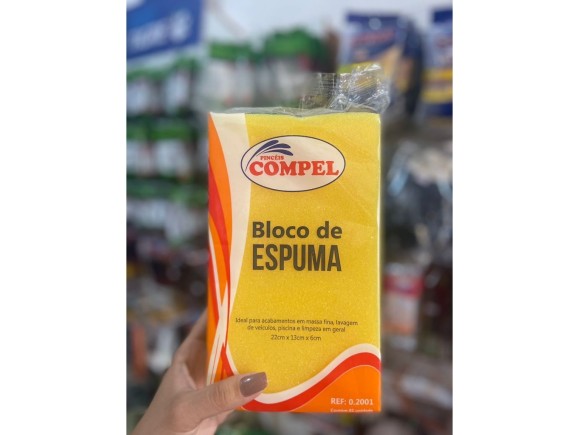 PINCÉIS
COMPEL
Bloco de
ESPUMA
Ideal para acabamentos em massa fina, lavagem
de veículos, piscina e limpeza em geral
22cm x 13cm x 6cm
REF: 0.2001